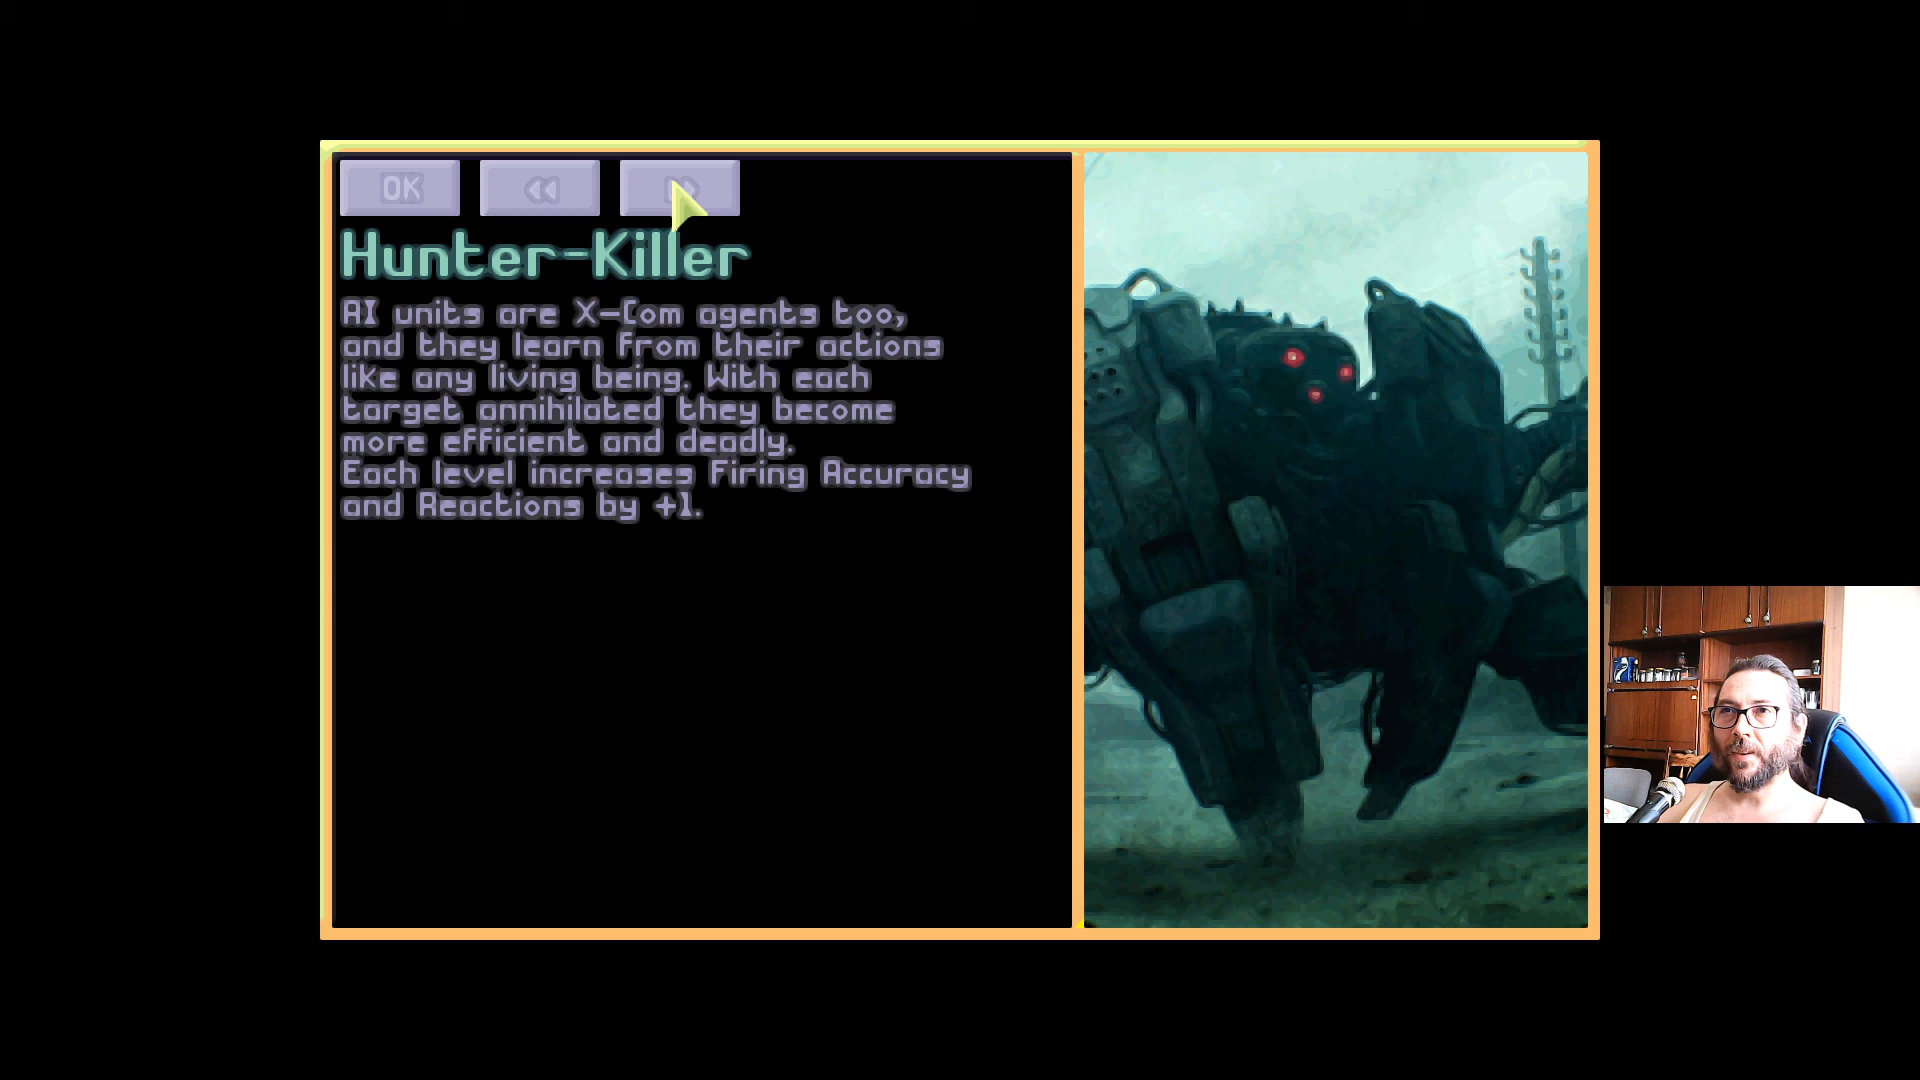 OK
Hunter-Killer
AI units are X-Com agents too,
and they learn from their actions
like any living being. With each
target annihilated they become
more efficient and deadly.
Each level increases Firing Accuracy
and Reactions by +1.